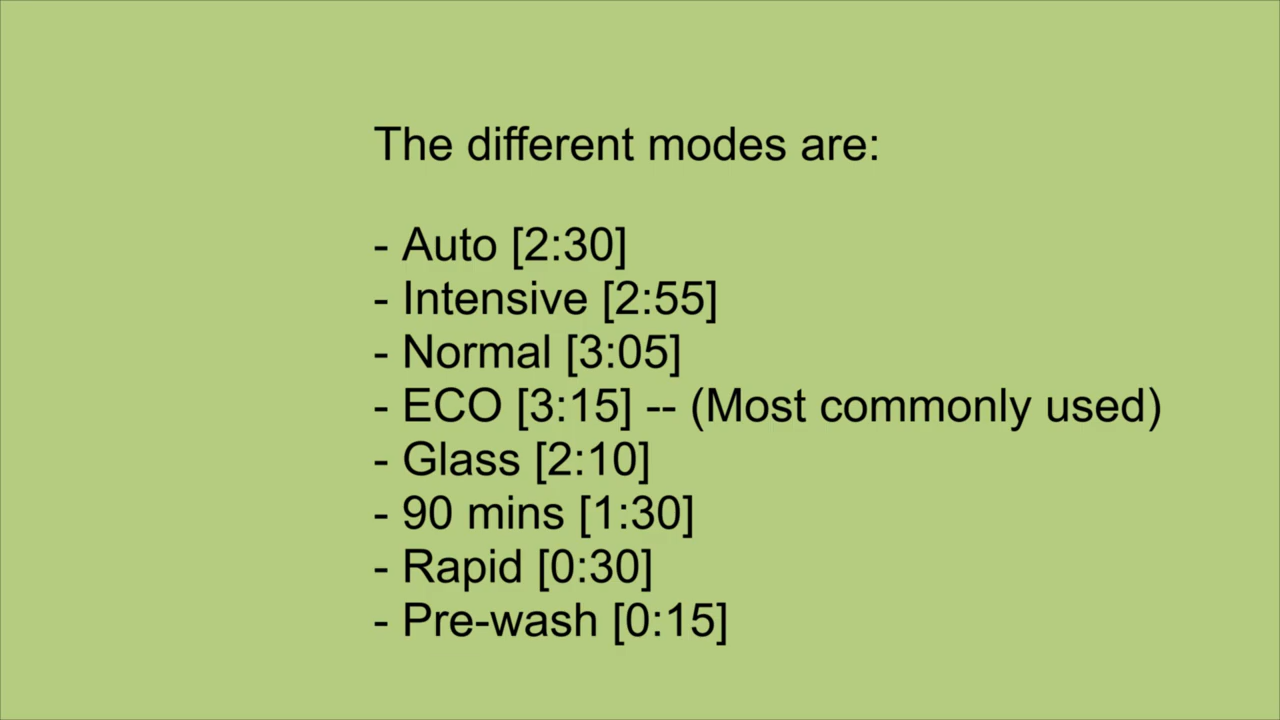 The different modes are:
- Auto [2:30]
- Intensive [2:55]
- Normal [3:05]
- ECO [3:15] -- (Most commonly used)
- Glass [2:10]
- 90 mins [1:30]
- Rapid [0:30]
- Pre-wash [0:15]